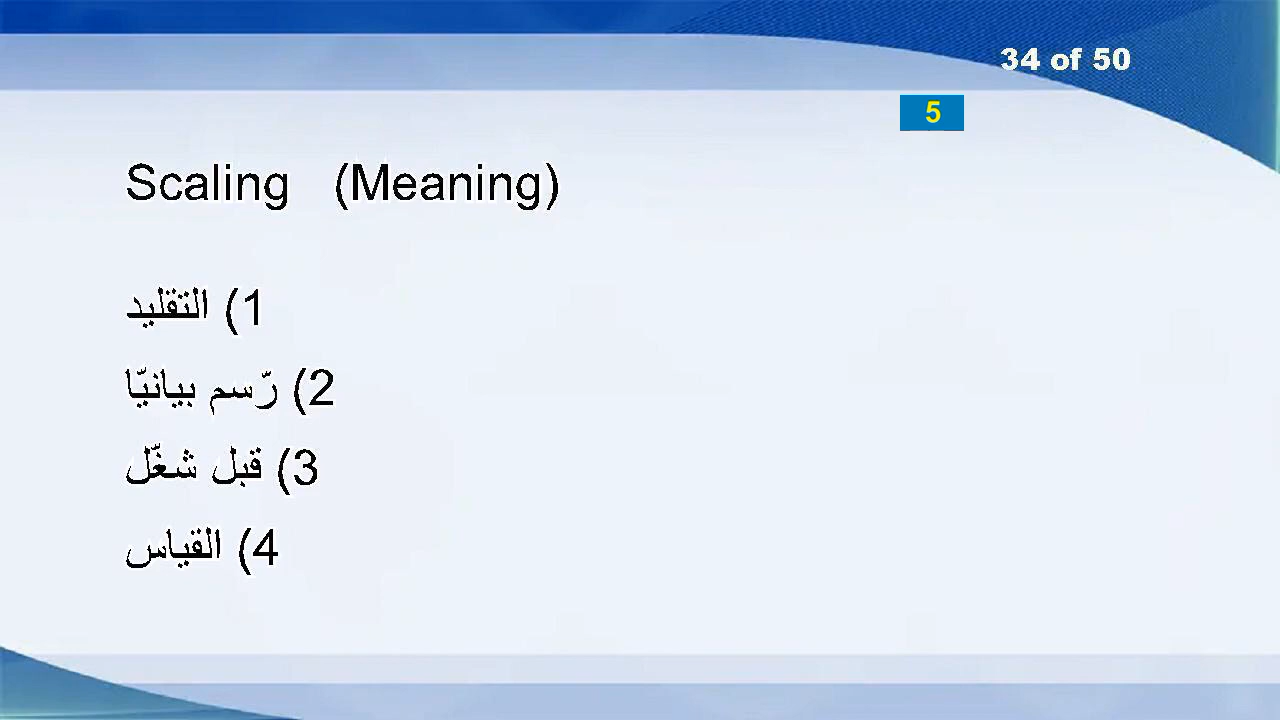 34 of 50
5
Scaling (Meaning)
1) التقليد
2) رّسم بيانيّا
3) قبل شغّل
4) القياس